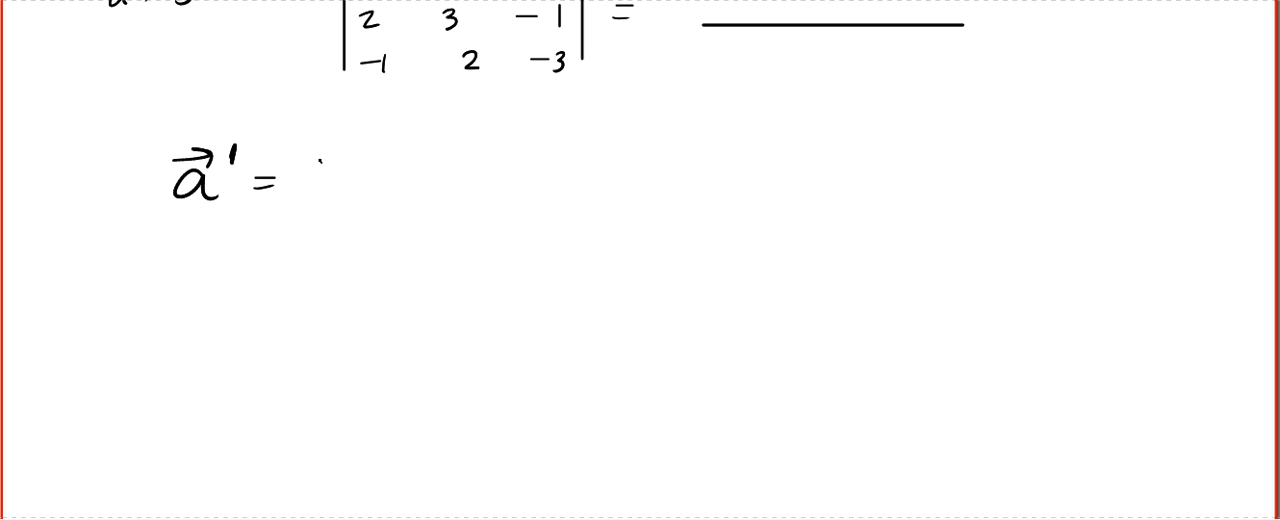 2 3 -1 =
-1 2 -3
a⃗' =